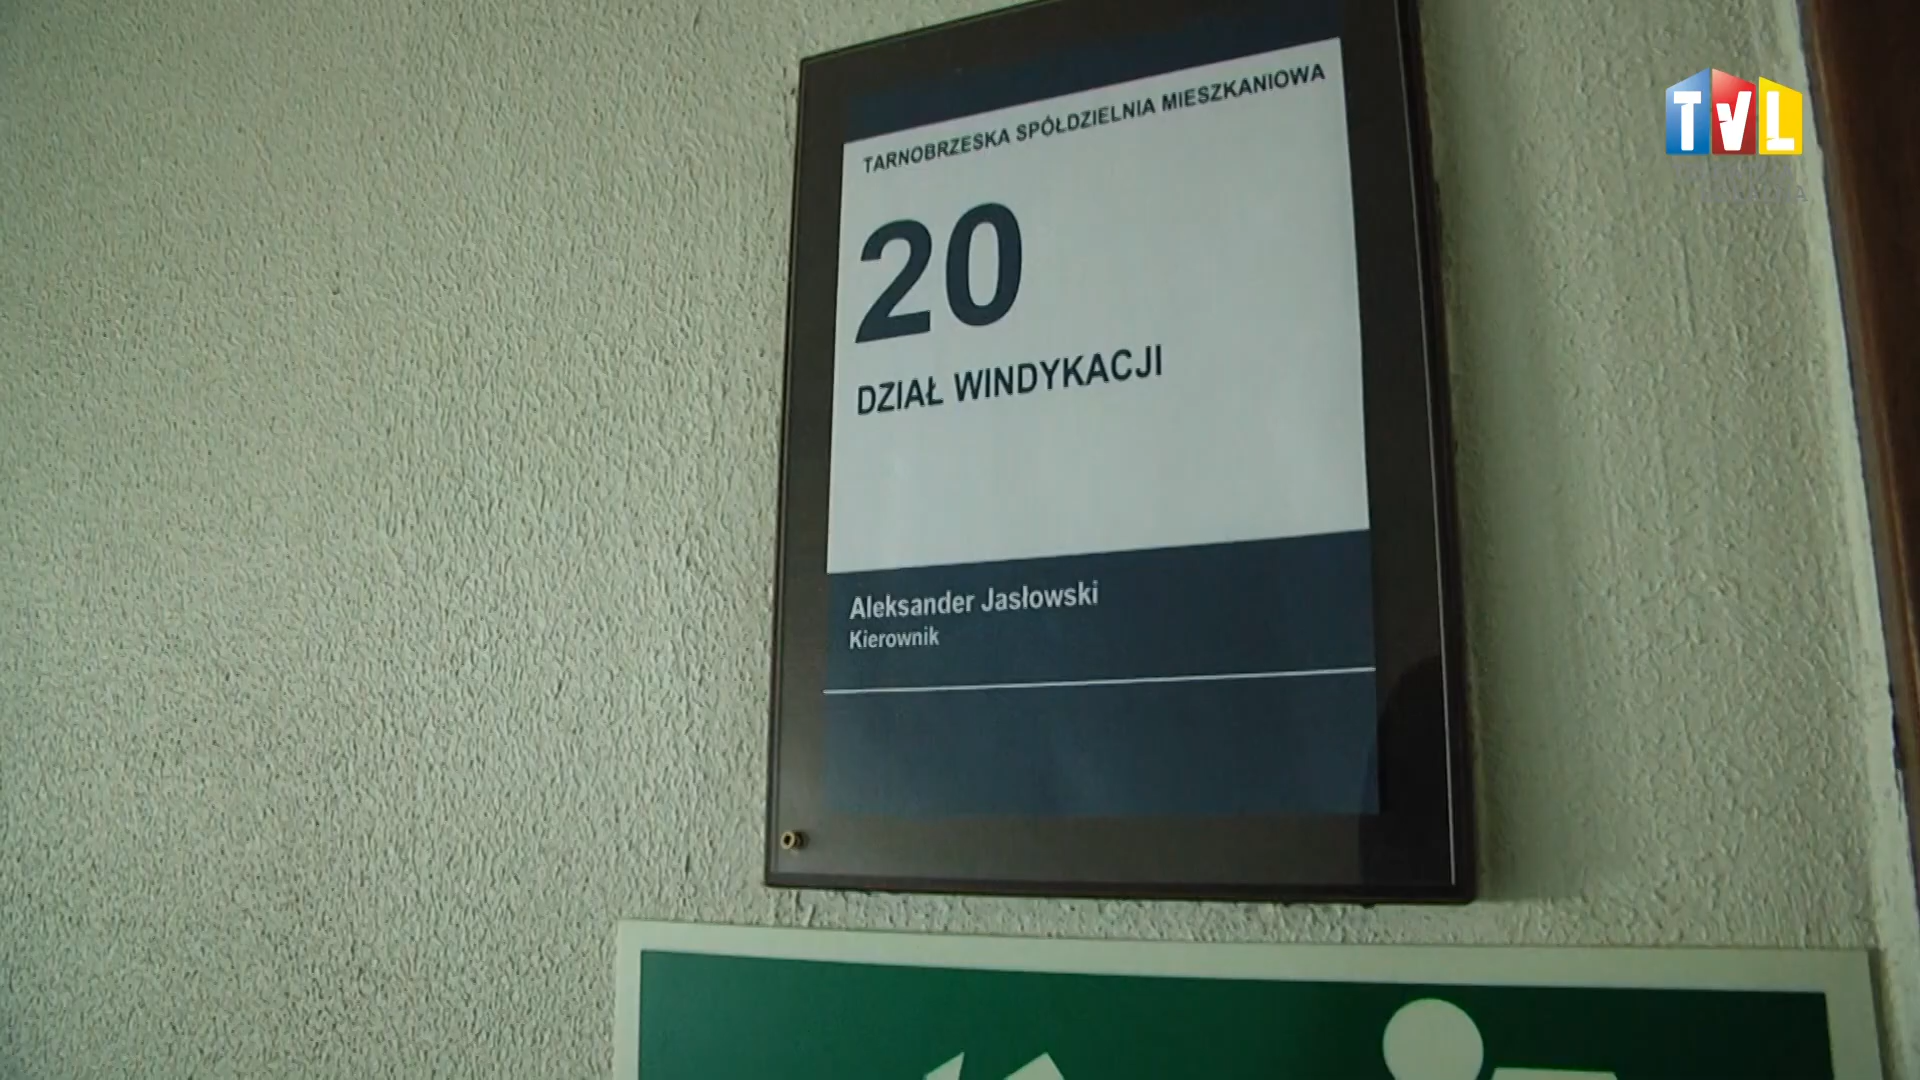 TARNOBRZESKA SPÓŁDZIELNIA MIESZKANIOWA
20
DZIAŁ WINDYKACJI
Aleksander Jasłowski
Kierownik
TVL